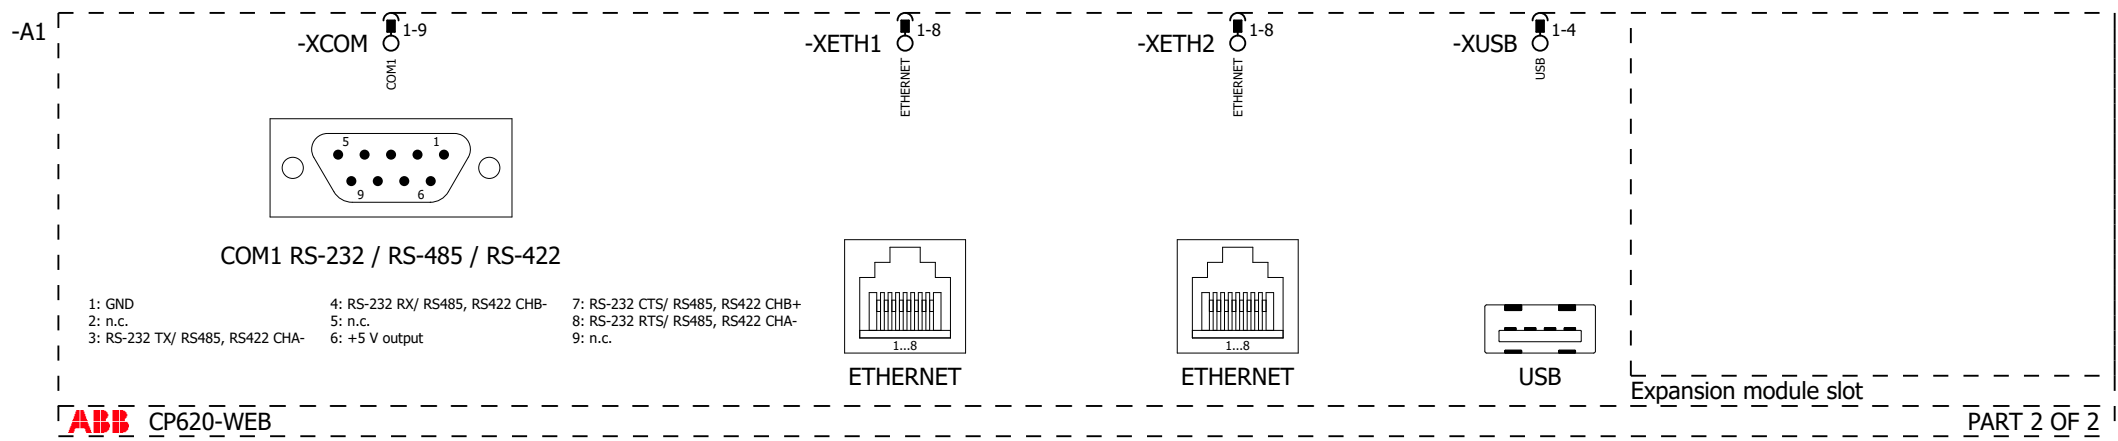 -A1
-XCOM
1-9
COM1
-XETH1
1-8
ETHERNET
-XETH2
1-8
ETHERNET
-XUSB
1-4
USB
5
1
9
6
COM1 RS-232 / RS-485 / RS-422
1: GND
2: n.c.
3: RS-232 TX/ RS485, RS422 CHA-
4: RS-232 RX/ RS485, RS422 CHB-
5: n.c.
6: +5 V output
7: RS-232 CTS/ RS485, RS422 CHB+
8: RS-232 RTS/ RS485, RS422 CHA-
9: n.c.
1...8
ETHERNET
1...8
ETHERNET
USB
Expansion module slot
ABB CP620-WEB
PART 2 OF 2